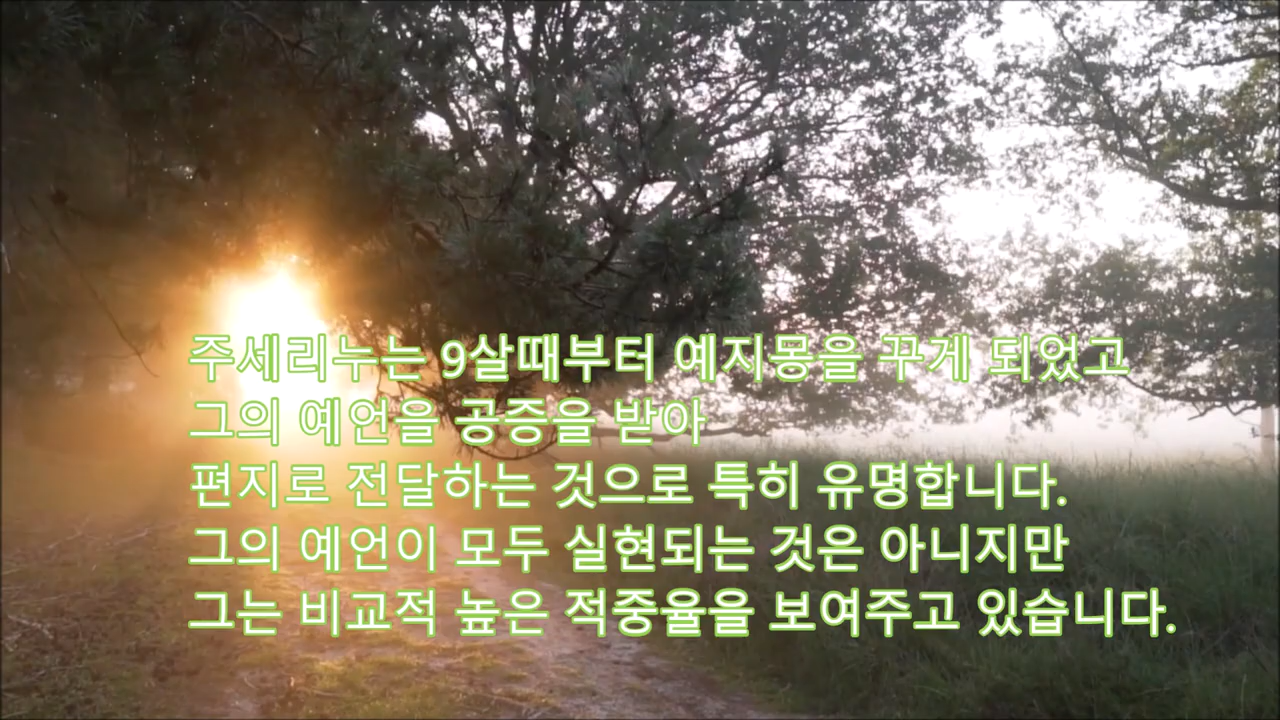 주세리누는 9살때부터 예지몽을 꾸게 되었고
그의 예언을 공증을 받아
편지로 전달하는 것으로 특히 유명합니다.
그의 예언이 모두 실현되는 것은 아니지만
그는 비교적 높은 적중율을 보여주고 있습니다.